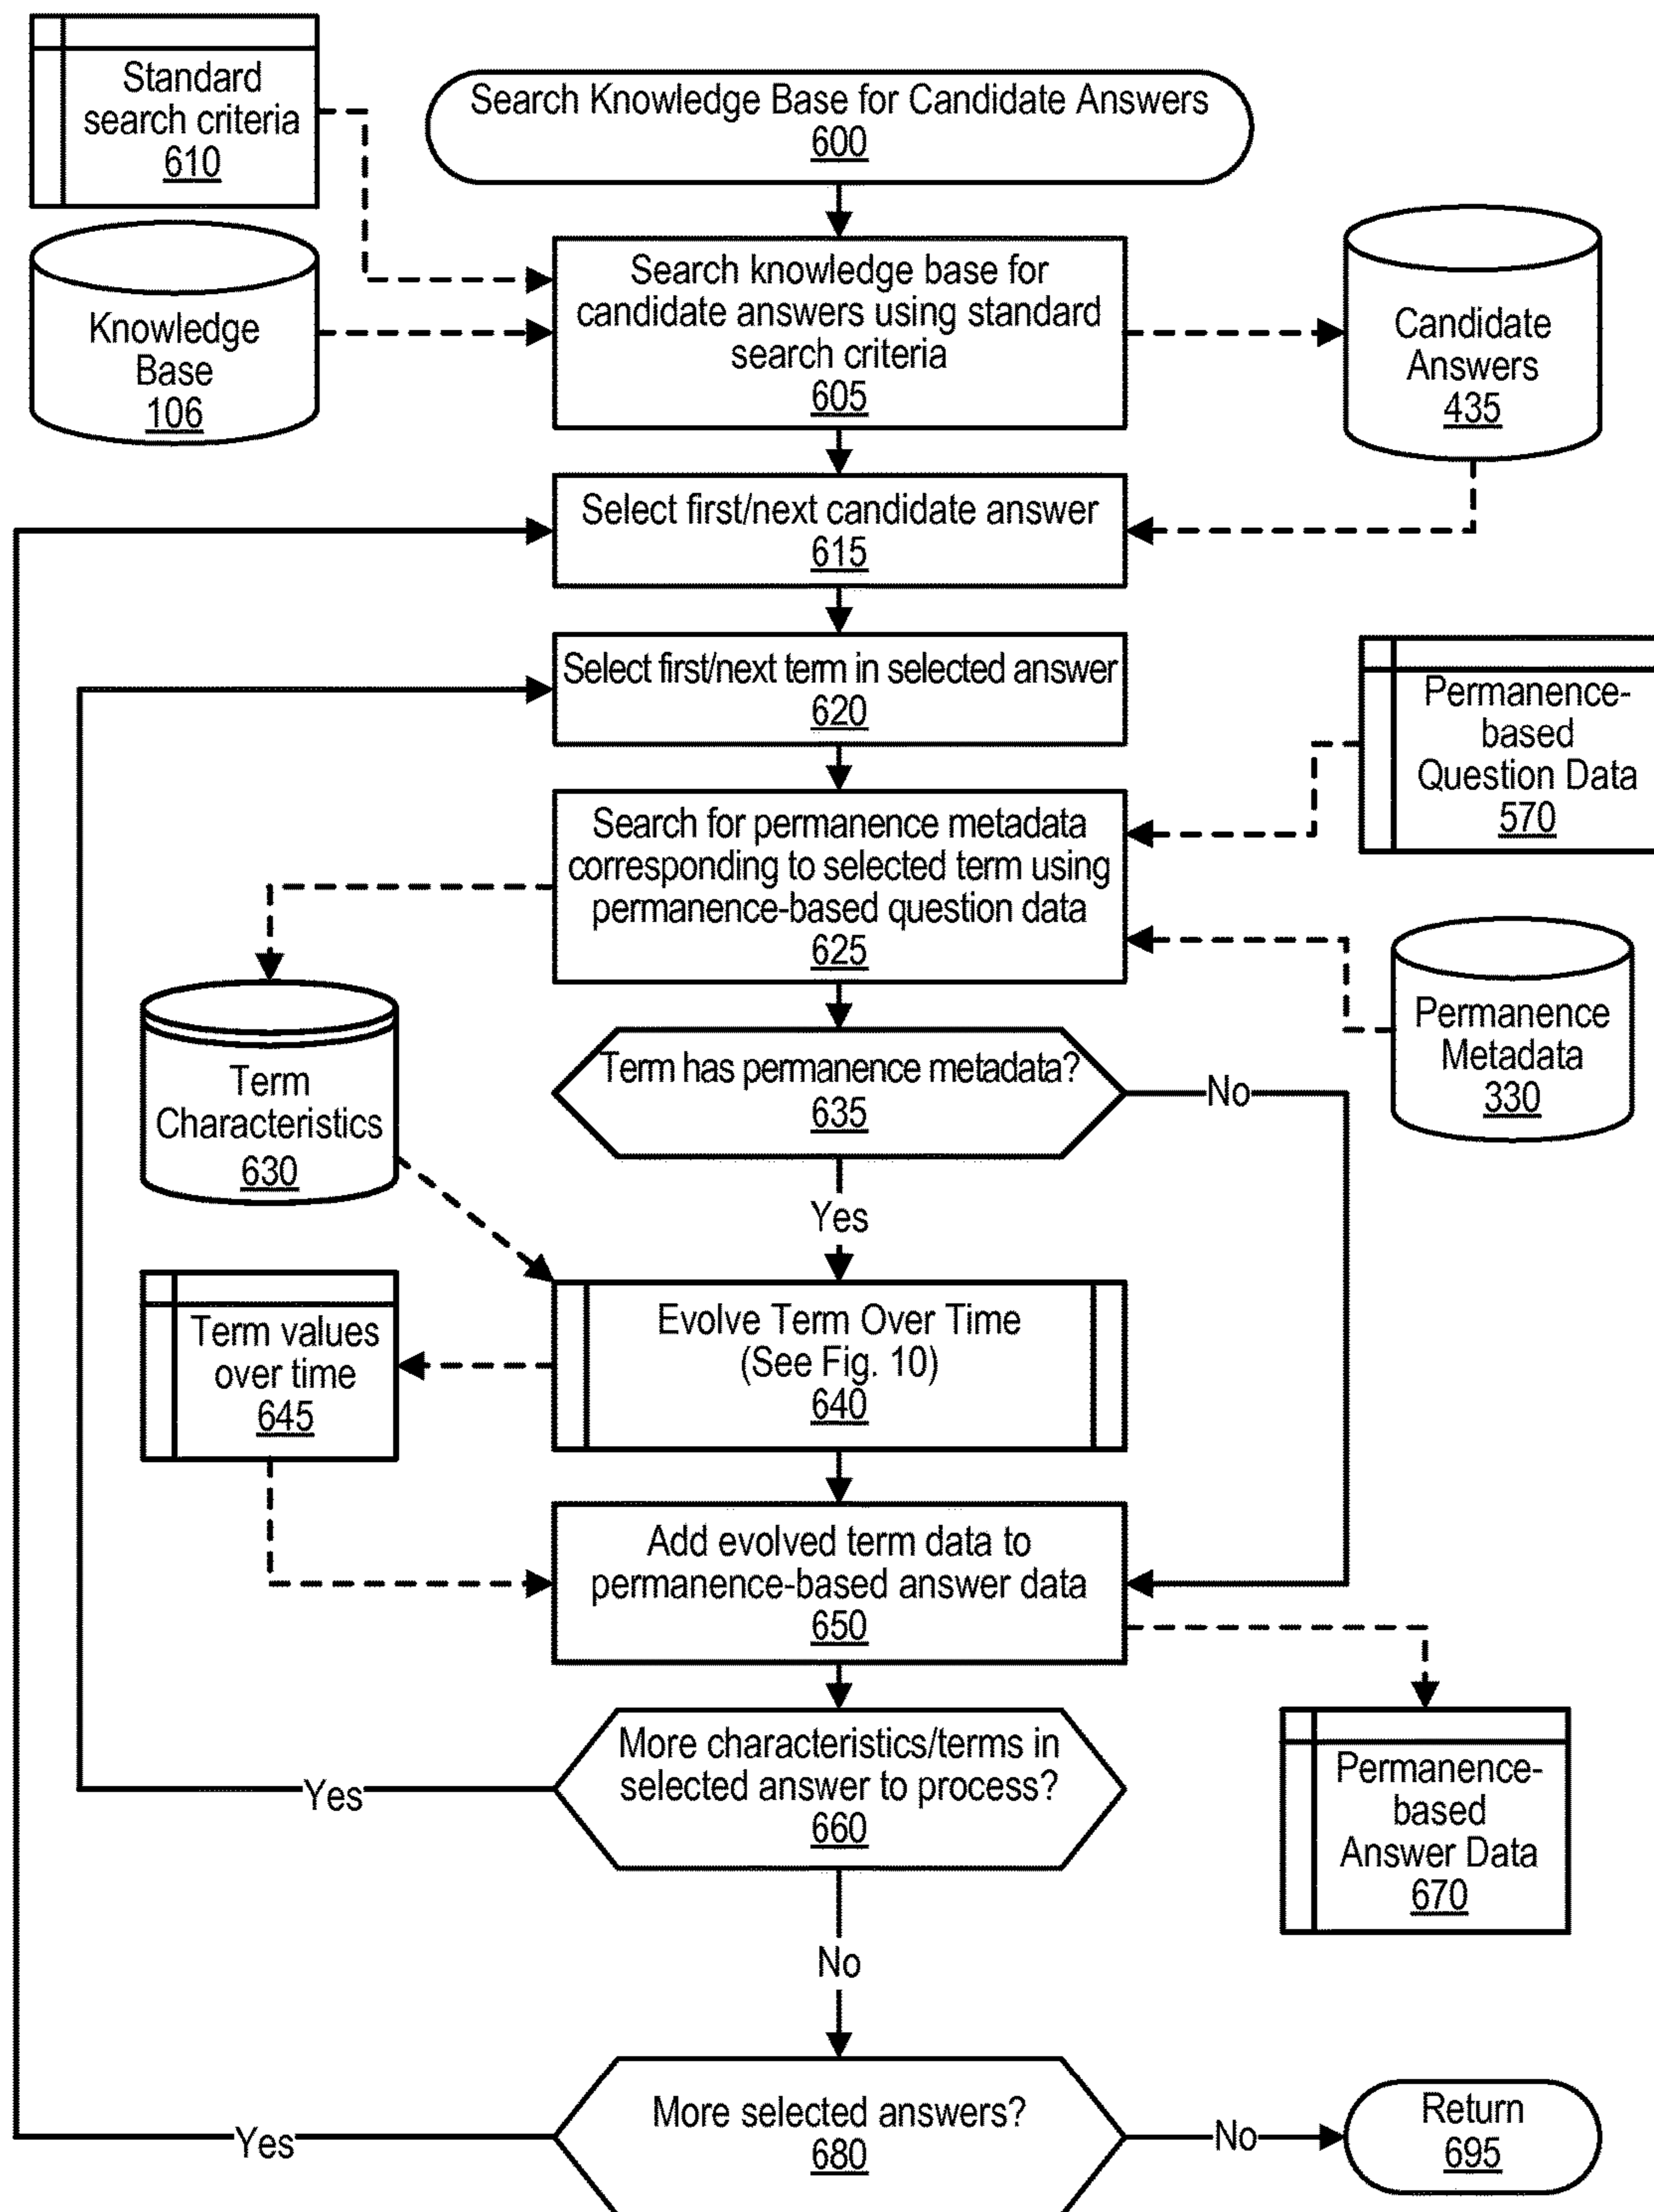 Standard
search criteria
610
Search Knowledge Base for Candidate Answers
600
Knowledge
Base
106
Search knowledge base for
candidate answers using standard
search criteria
605
Candidate
Answers
435
Select first/next candidate answer
615
Select first/next term in selected answer
620
Permanence-
based
Question Data
570
Search for permanence metadata
corresponding to selected term using
permanence-based question data
625
Permanence
Metadata
330
Term
Characteristics
630
Term has permanence metadata?
635
No
Yes
Evolve Term Over Time
(See Fig. 10)
640
Term values
over time
645
Add evolved term data to
permanence-based answer data
650
More characteristics/terms in
selected answer to process?
660
Yes
Permanence-
based
Answer Data
670
No
More selected answers?
680
Yes
No
Return
695